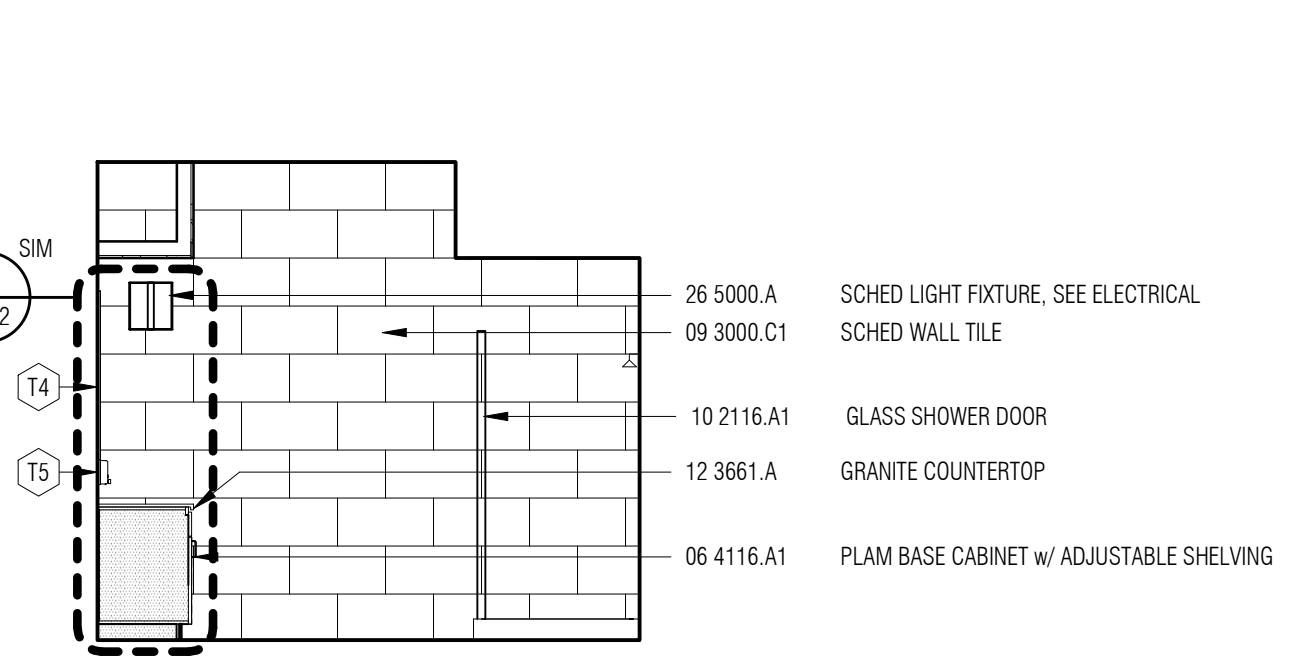 SIM
2
T4
T5
26 5000.A SCHED LIGHT FIXTURE, SEE ELECTRICAL
09 3000.C1 SCHED WALL TILE
10 2116.A1 GLASS SHOWER DOOR
12 3661.A GRANITE COUNTERTOP
06 4116.A1 PLAM BASE CABINET w/ ADJUSTABLE SHELVING